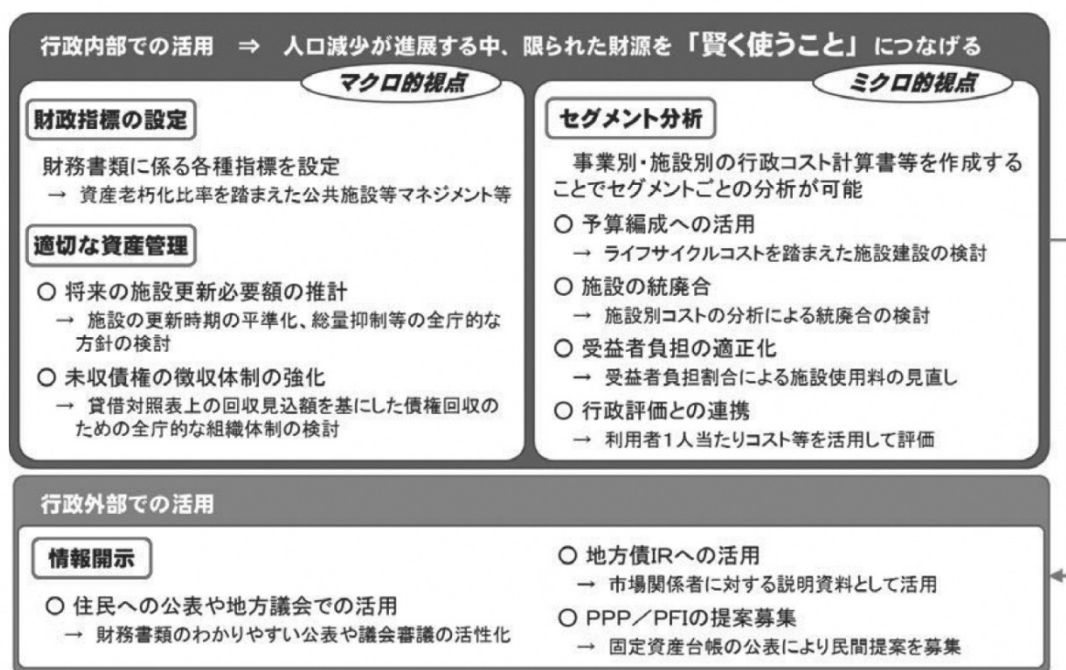 行政内部での活用 ⇒ 人口減少が進展する中、限られた財源を「賢く使うこと」につなげる
マクロ的視点
財政指標の設定
財務書類に係る各種指標を設定
→ 資産老朽化比率を踏まえた公共施設等マネジメント等
適切な資産管理
○ 将来の施設更新必要額の推計
→ 施設の更新時期の平準化、総量抑制等の全庁的な
方針の検討
○ 未収債権の徴収体制の強化
→ 貸借対照表上の回収見込額を基にした債権回収の
ための全庁的な組織体制の検討
ミクロ的視点
セグメント分析
事業別・施設別の行政コスト計算書等を作成する
ことでセグメントごとの分析が可能
○ 予算編成への活用
→ ライフサイクルコストを踏まえた施設建設の検討
○ 施設の統廃合
→ 施設別コストの分析による統廃合の検討
○ 受益者負担の適正化
→ 受益者負担割合による施設使用料の見直し
○ 行政評価との連携
→ 利用者1人当たりコスト等を活用して評価
行政外部での活用
情報開示
○ 住民への公表や地方議会での活用
→ 財務書類のわかりやすい公表や議会審議の活性化
○ 地方債IRへの活用
→ 市場関係者に対する説明資料として活用
○ PPP/PFIの提案募集
→ 固定資産台帳の公表により民間提案を募集